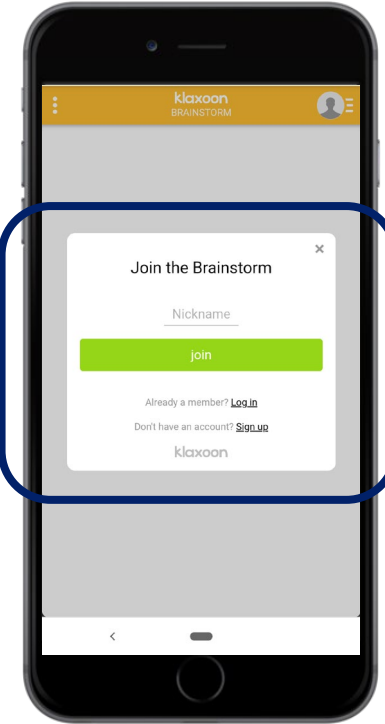 klaxoon
BRAINSTORM
×
Join the Brainstorm
Nickname
join
Already a member? Log in
Don't have an account? Sign up
klaxoon